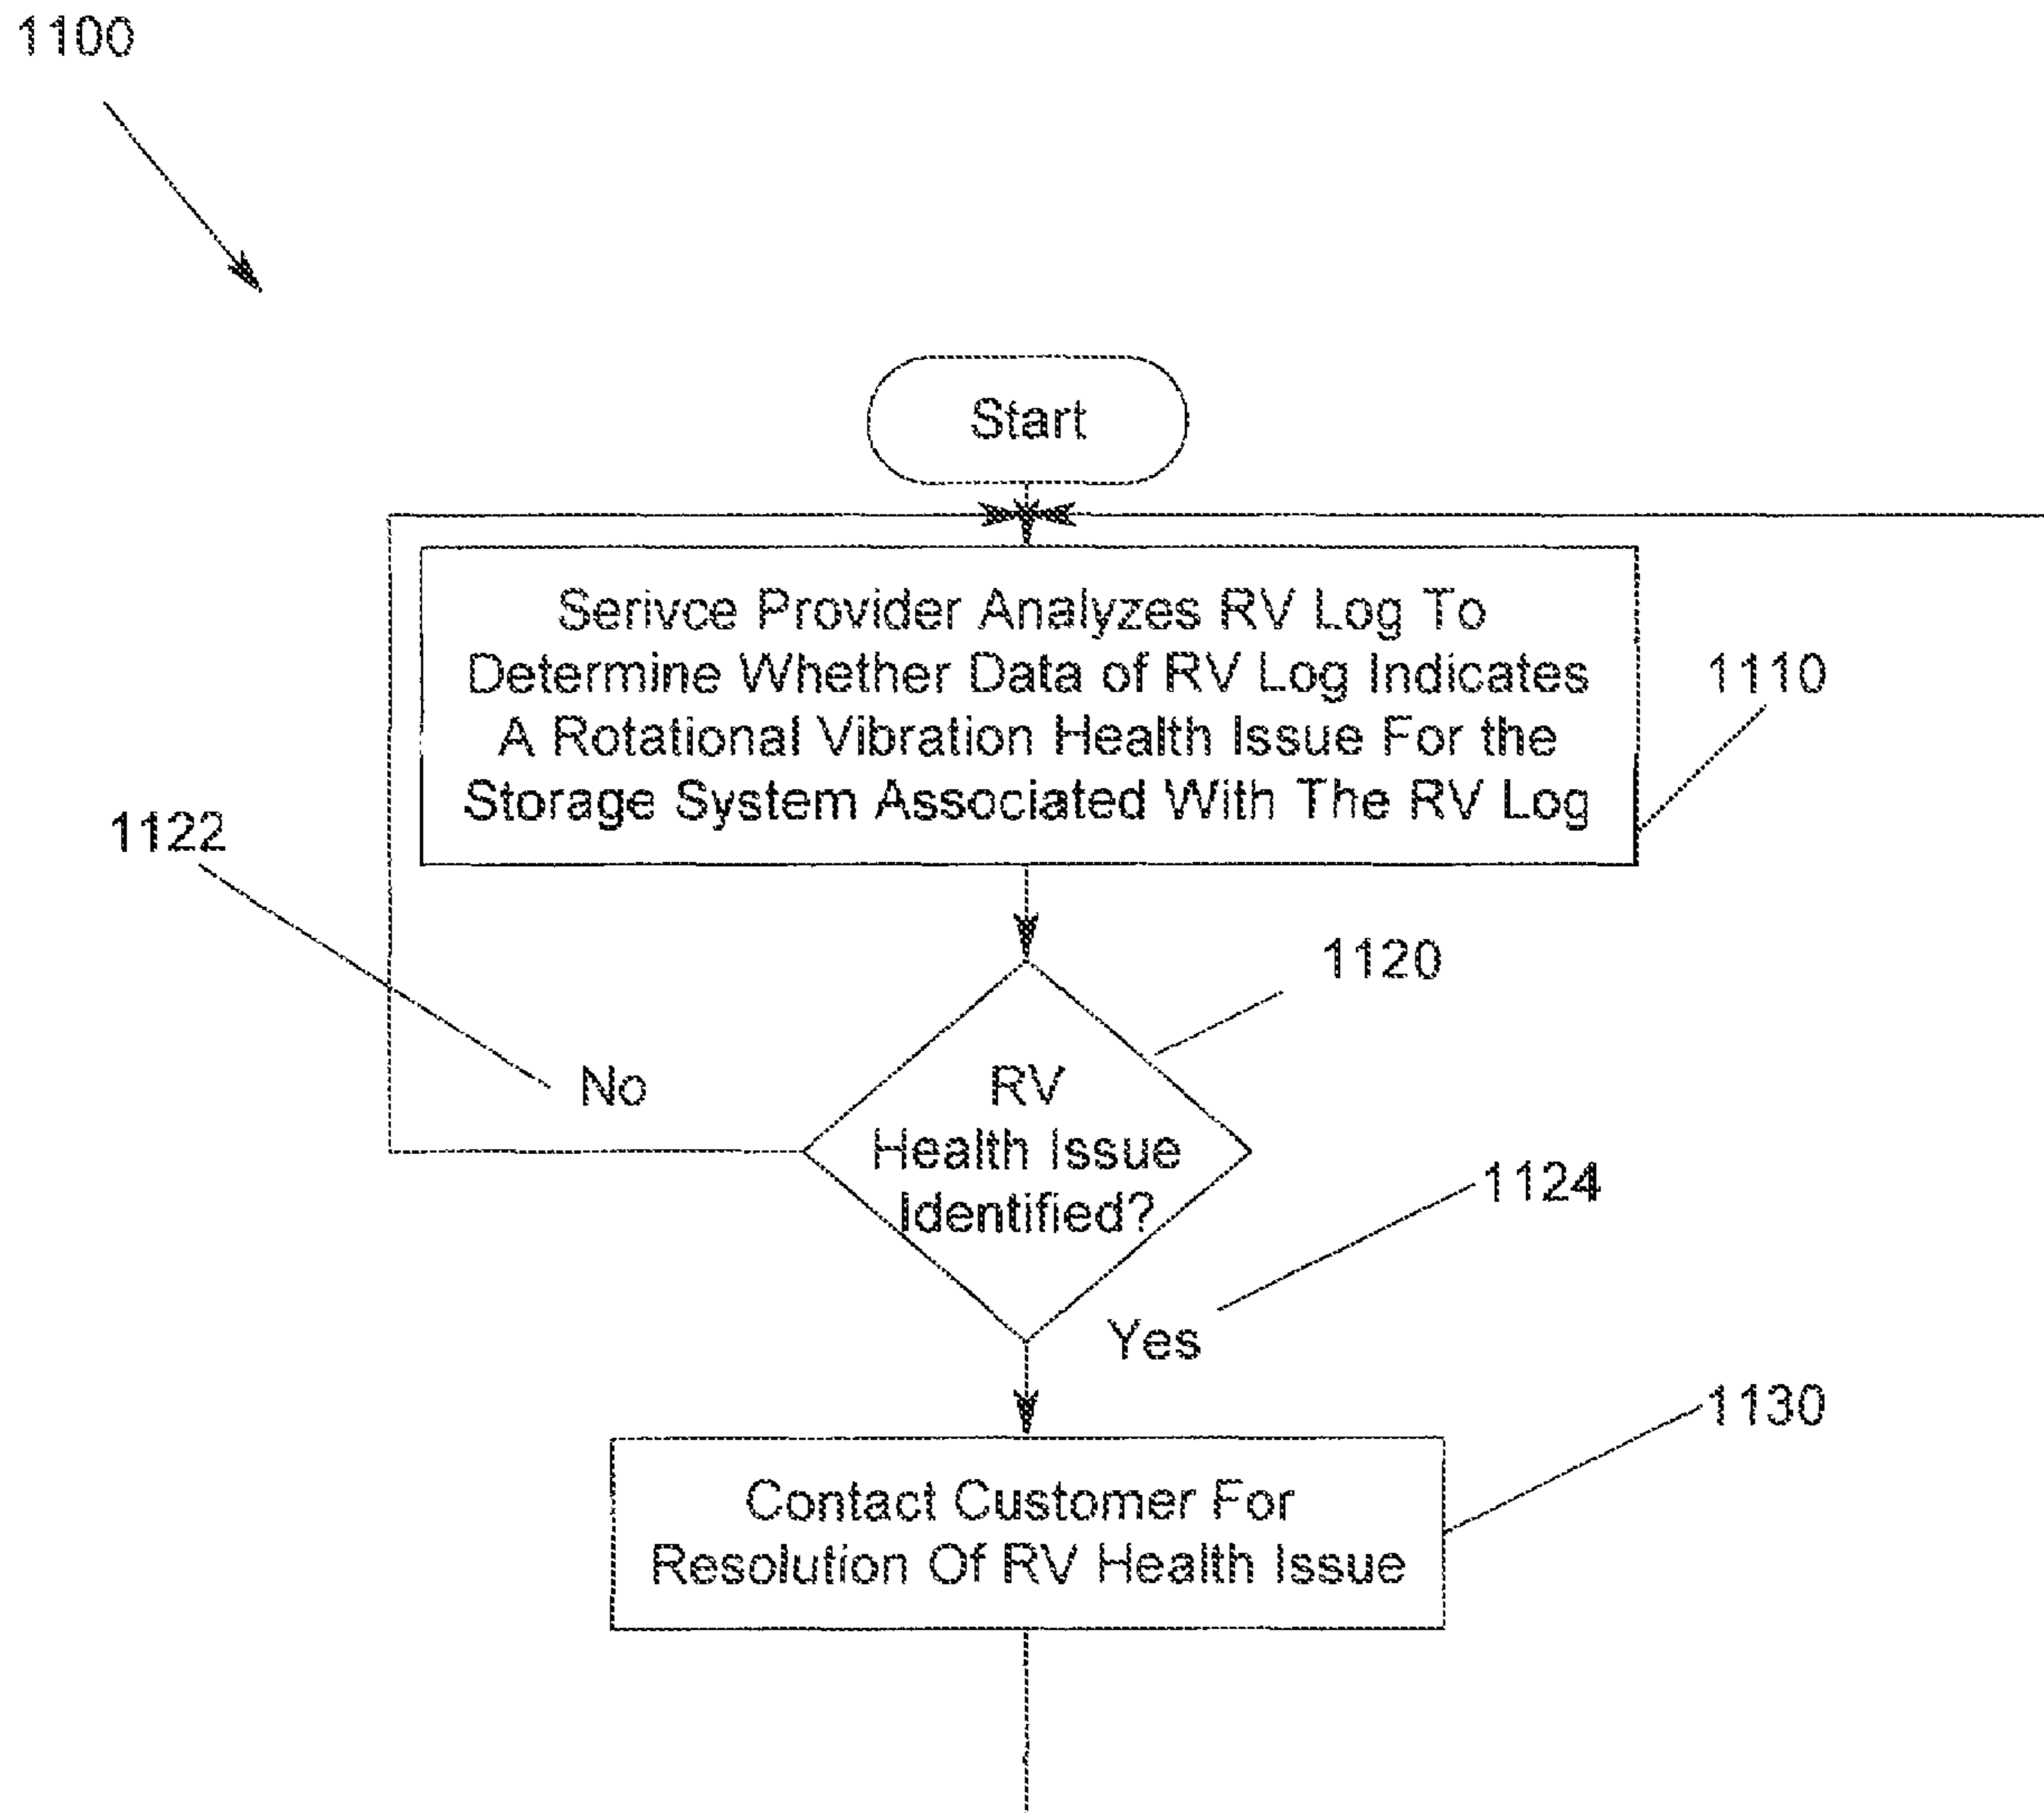 1100
Start
Serivce Provider Analyzes RV Log To
Determine Whether Data of RV Log Indicates
A Rotational Vibration Health Issue For the
Storage System Associated With The RV Log
1110
1122
1120
No
RV
Health Issue
Identified?
1124
Yes
1130
Contact Customer For
Resolution Of RV Health Issue